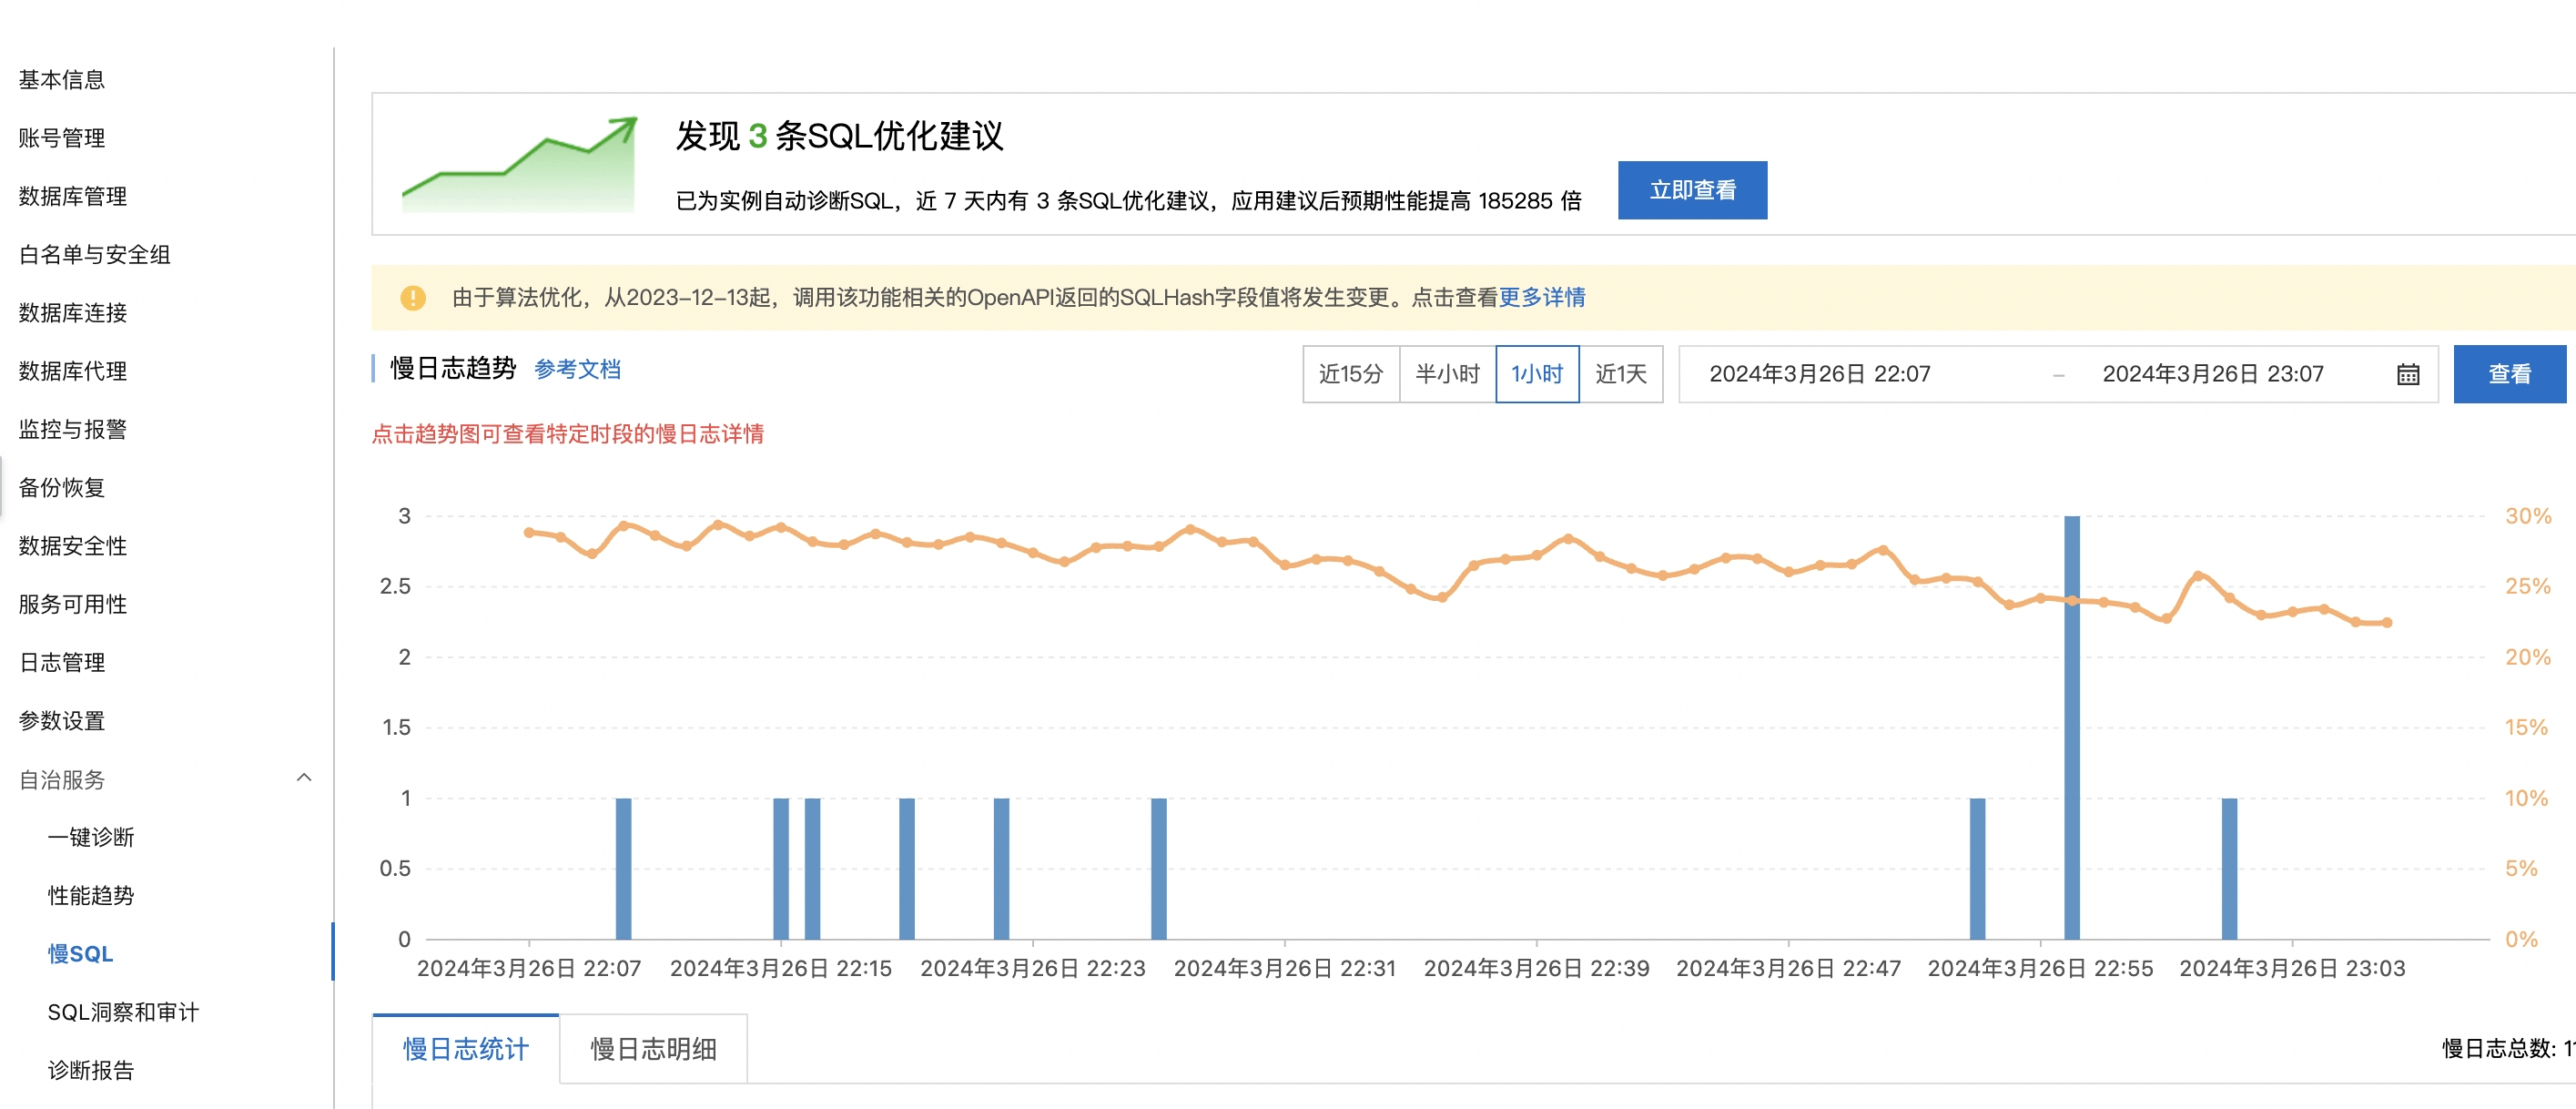 基本信息
账号管理
数据库管理
白名单与安全组
数据库连接
数据库代理
监控与报警
备份恢复
数据安全性
服务可用性
日志管理
参数设置
自治服务
一键诊断
性能趋势
慢SQL
SQL洞察和审计
诊断报告
发现 3 条SQL优化建议
已为实例自动诊断SQL，近 7 天内有 3 条SQL优化建议，应用建议后预期性能提高 185285 倍
立即查看
由于算法优化，从2023-12-13起，调用该功能相关的OpenAPI返回的SQLHash字段值将发生变更。点击查看更多详情
慢日志趋势 参考文档
近15分 半小时 1小时 近1天 2024年3月26日 22:07 – 2024年3月26日 23:07 查看
点击趋势图可查看特定时段的慢日志详情
3 30%
2.5 25%
2 20%
1.5 15%
1 10%
0.5 5%
0 0%
2024年3月26日 22:07 2024年3月26日 22:15 2024年3月26日 22:23 2024年3月26日 22:31 2024年3月26日 22:39 2024年3月26日 22:47 2024年3月26日 22:55 2024年3月26日 23:03
慢日志统计 慢日志明细
慢日志总数: 11